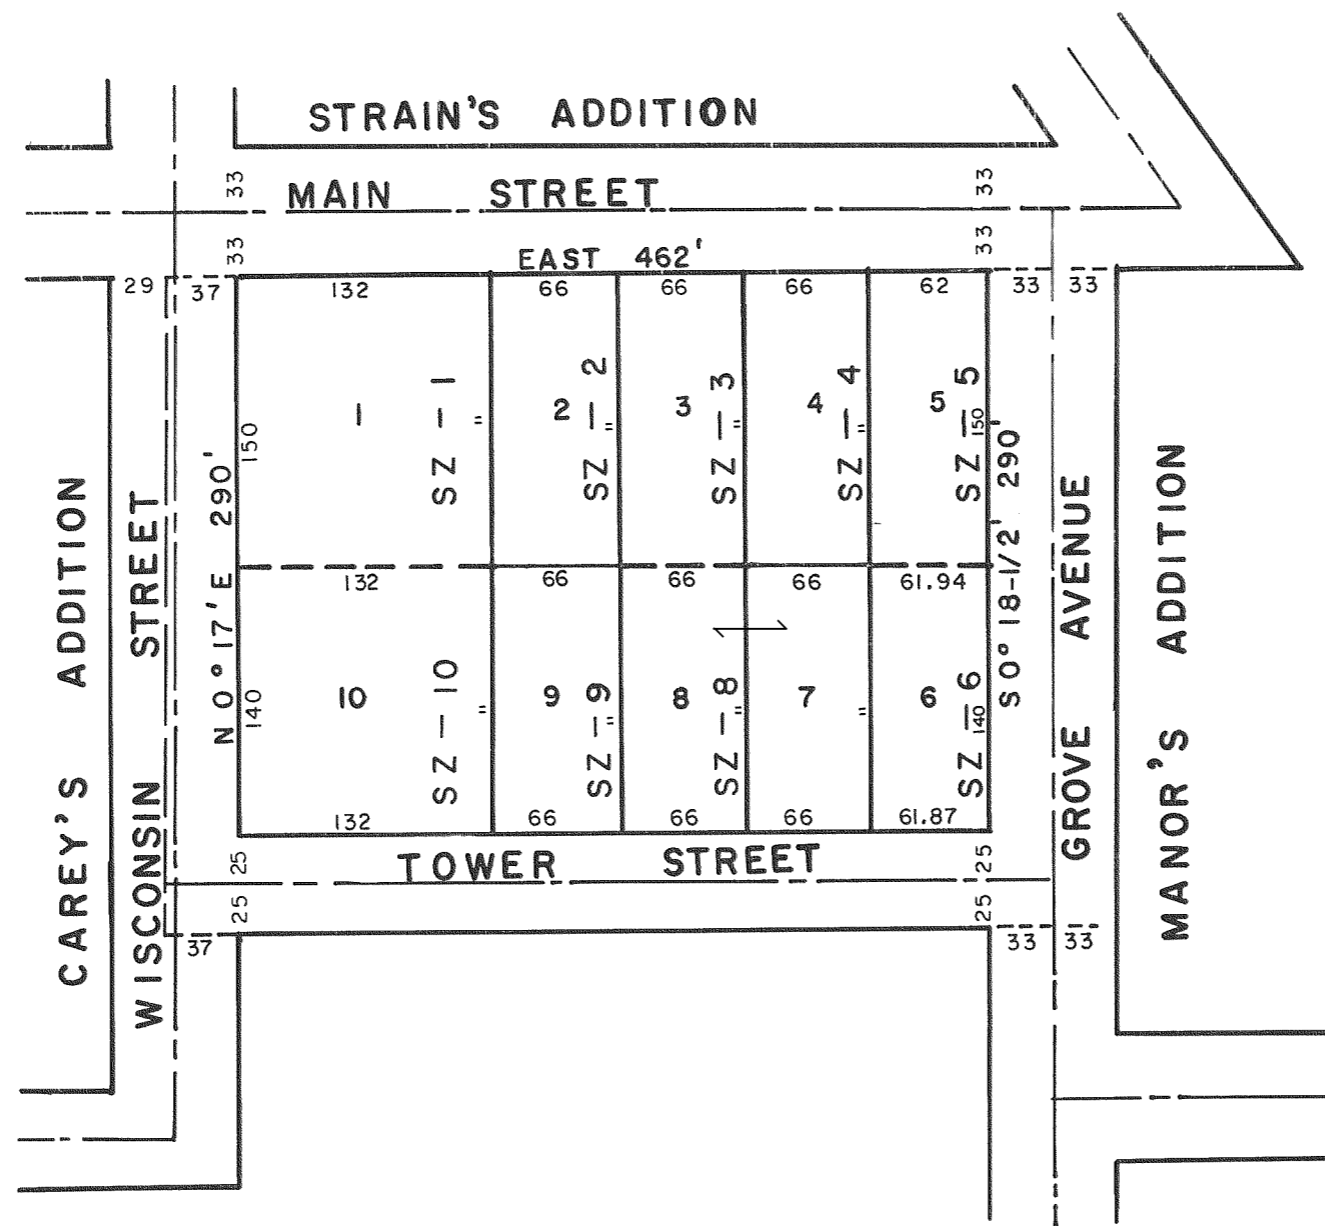 STRAIN'S ADDITION
33 33
MAIN STREET
33 33
EAST 462'
29 37 132 66 66 66 62 33 33
1 2 3 4 5
SZ - 1
SZ - 2
SZ - 3
SZ - 4
SZ - 5
" " " " 
150 150
N 0° 17' E 290'
S 0° 18-1/2' 290'
132 66 66 66 61.94
10 9 8 7 6
SZ - 10
SZ - 9
SZ - 8
SZ - 6
" " " "
140 140
132 66 66 66 61.87
25 25
TOWER STREET
25 25
37 33 33
CAREY'S ADDITION
WISCONSIN STREET
GROVE AVENUE
MANOR'S ADDITION